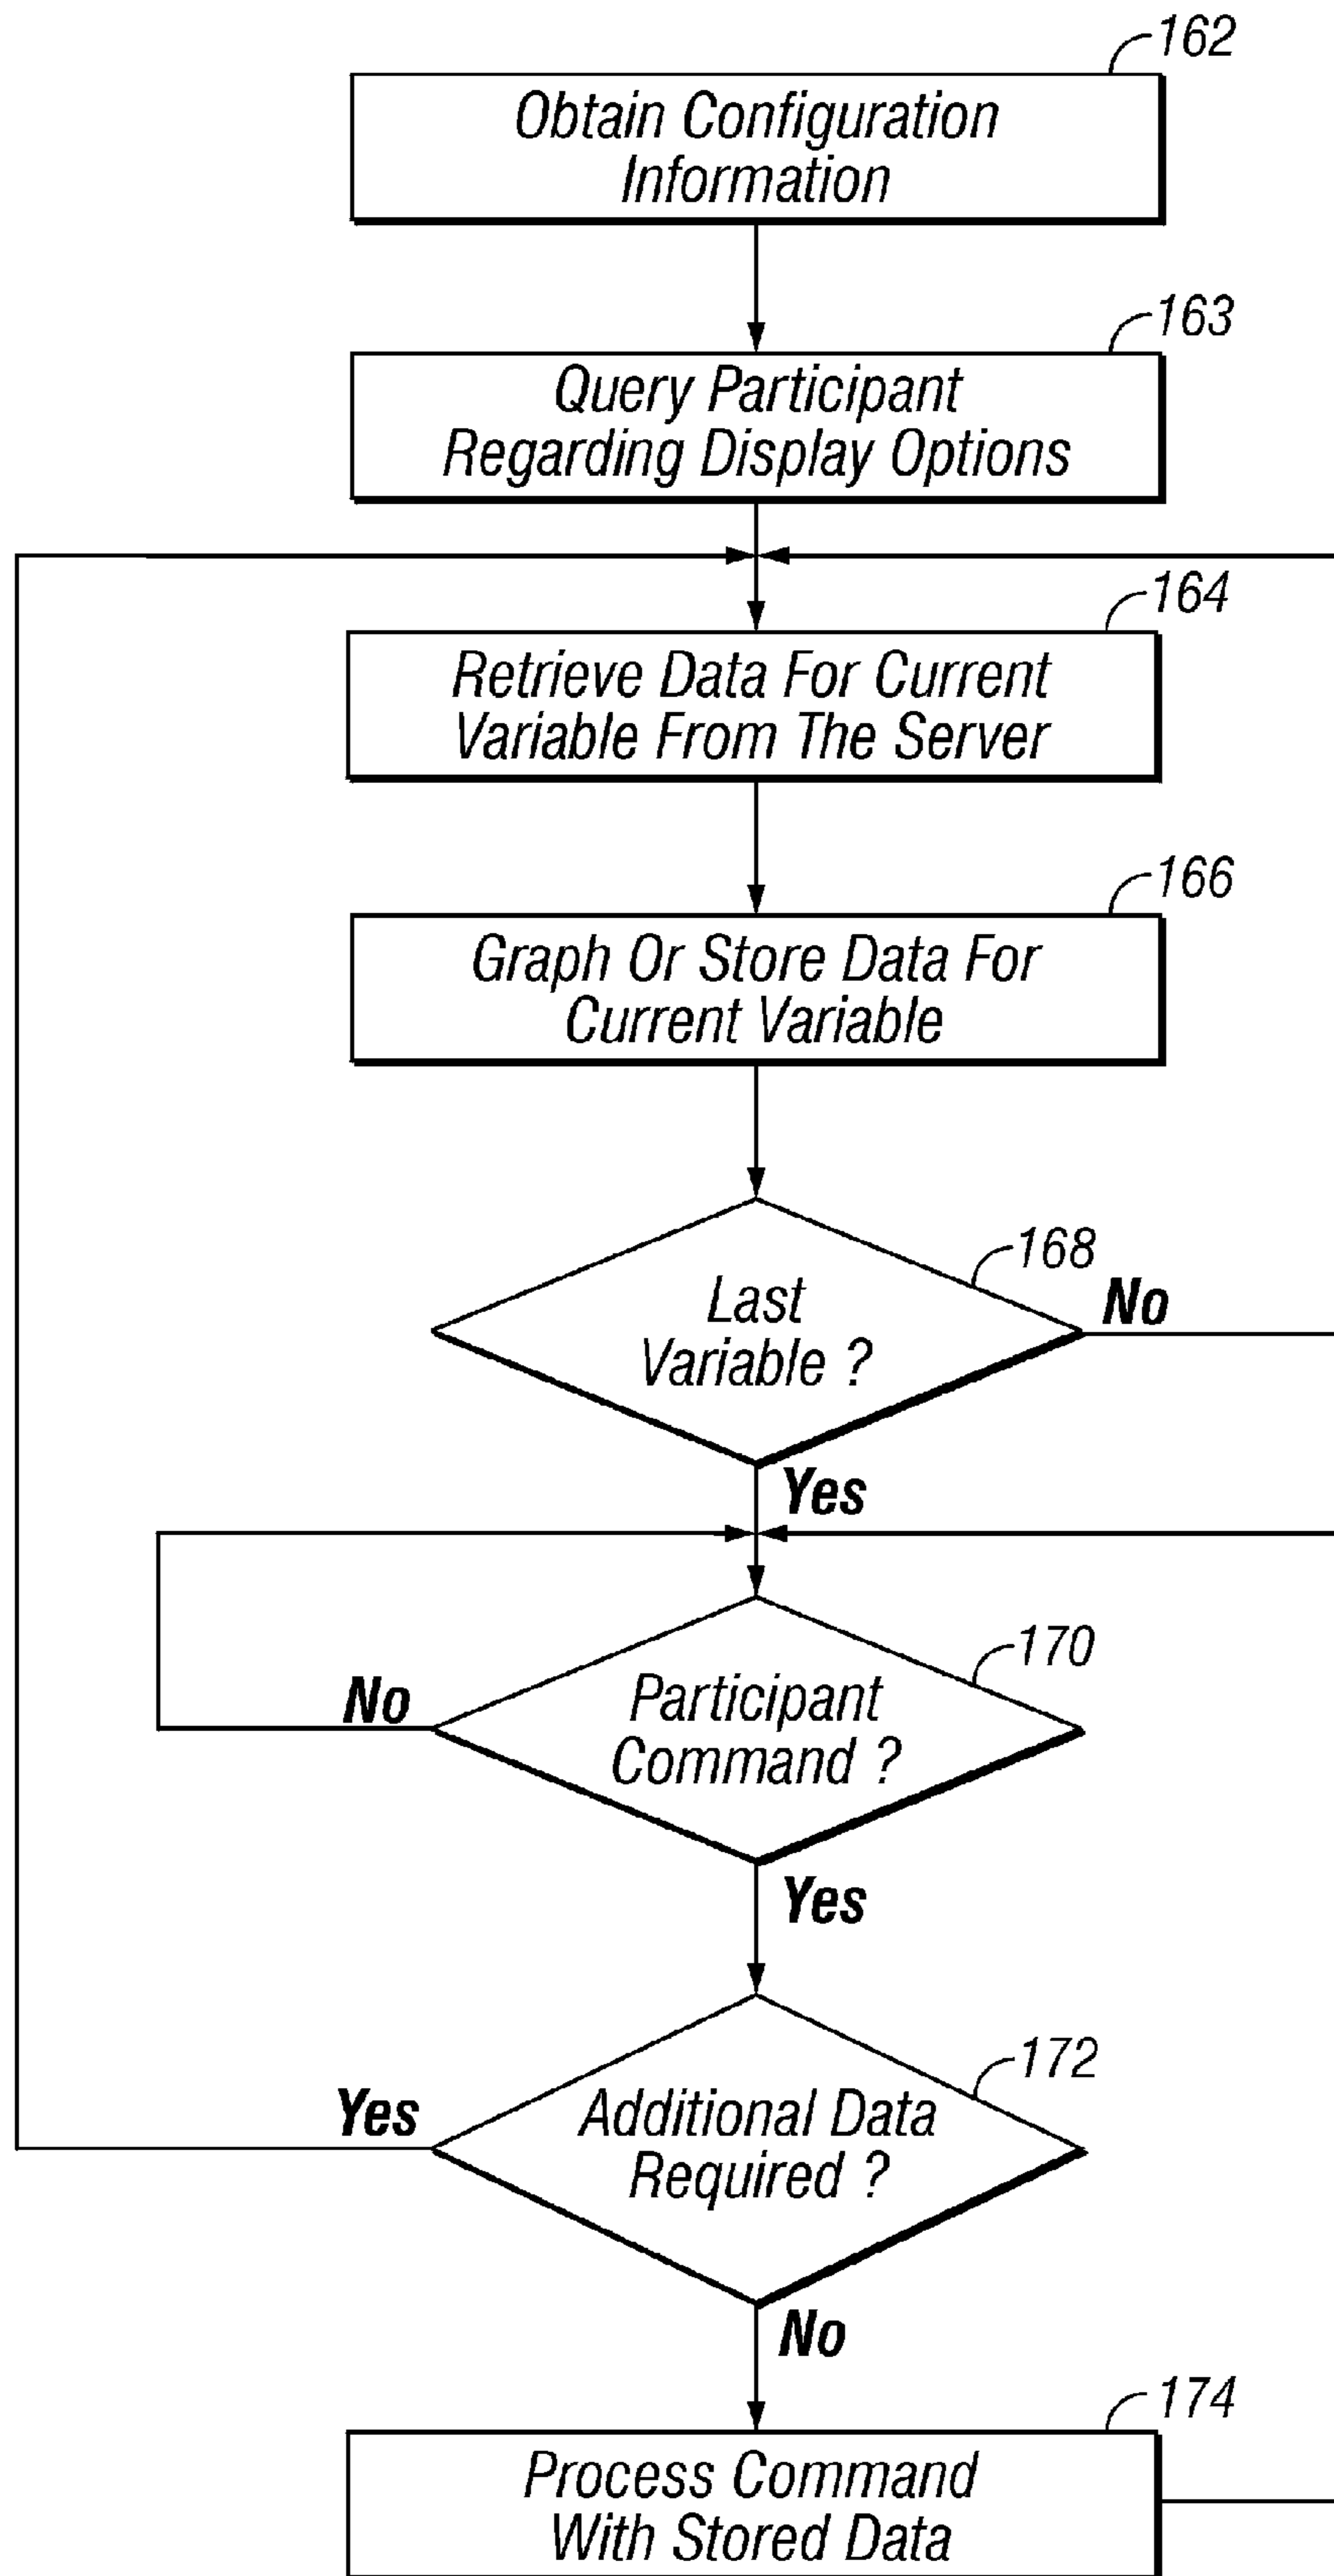 162
Obtain Configuration
Information
163
Query Participant
Regarding Display Options
164
Retrieve Data For Current
Variable From The Server
166
Graph Or Store Data For
Current Variable
168
Last
Variable ?
No
Yes
170
Participant
Command ?
No
Yes
172
Additional Data
Required ?
Yes
No
174
Process Command
With Stored Data